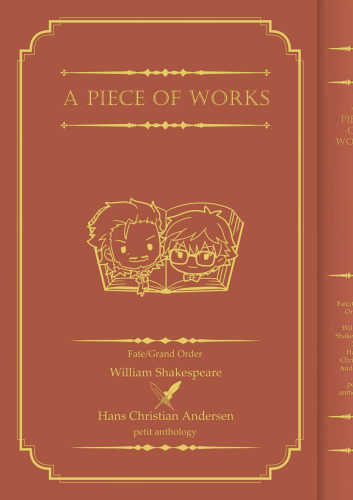 A PIECE OF WORKS
Fate/Grand Order
William Shakespeare
Hans Christian Andersen
petit anthology